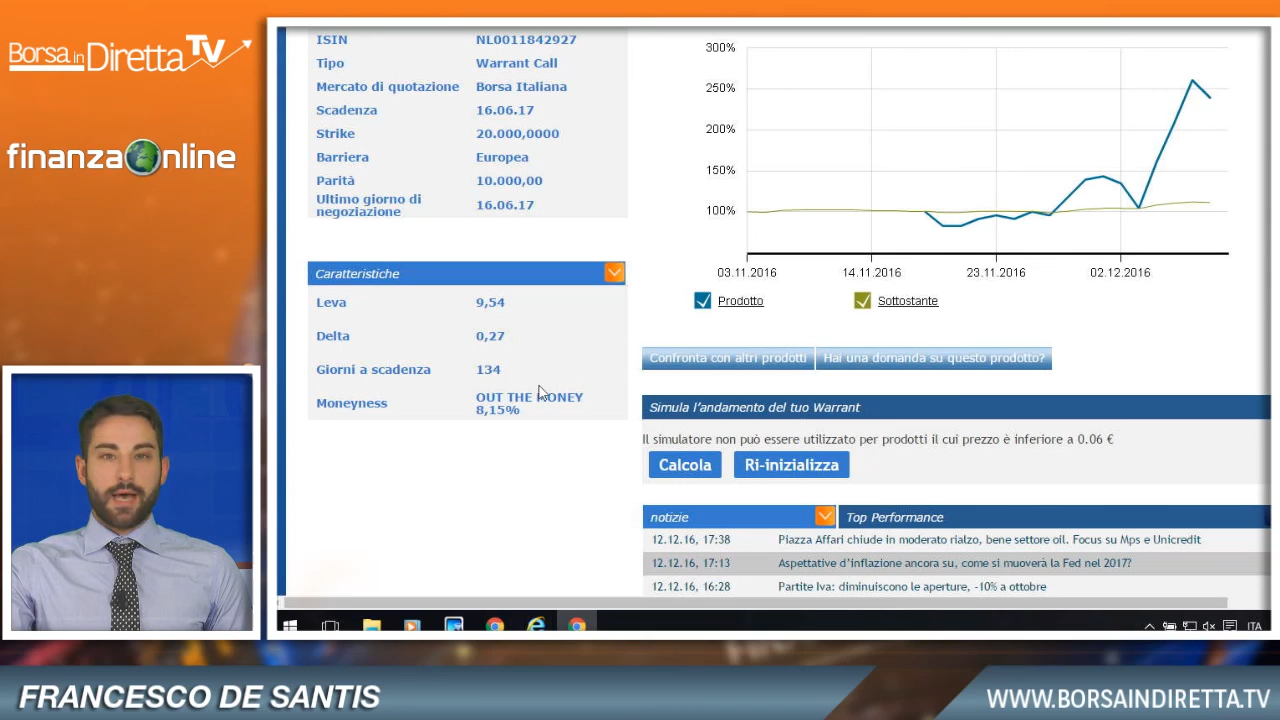 Borsa in Diretta TV
finanzaOnline
ISIN NL0011842927
Tipo Warrant Call
Mercato di quotazione Borsa Italiana
Scadenza 16.06.17
Strike 20.000,0000
Barriera Europea
Parità 10.000,00
Ultimo giorno di
negoziazione 16.06.17
Caratteristiche
Leva 9,54
Delta 0,27
Giorni a scadenza 134
Moneyness OUT THE MONEY
8,15%
300%
250%
200%
150%
100%
03.11.2016 14.11.2016 23.11.2016 02.12.2016
Prodotto Sottostante
Confronta con altri prodotti Hai una domanda su questo prodotto?
Simula l'andamento del tuo Warrant
Il simulatore non può essere utilizzato per prodotti il cui prezzo è inferiore a 0.06 €
Calcola Ri-inizializza
notizie Top Performance
12.12.16, 17:38 Piazza Affari chiude in moderato rialzo, bene settore oil. Focus su Mps e Unicredit
12.12.16, 17:13 Aspettative d'inflazione ancora su, come si muoverà la Fed nel 2017?
12.12.16, 16:28 Partite Iva: diminuiscono le aperture, -10% a ottobre
ITA
FRANCESCO DE SANTIS
WWW.BORSAINDIRETTA.TV